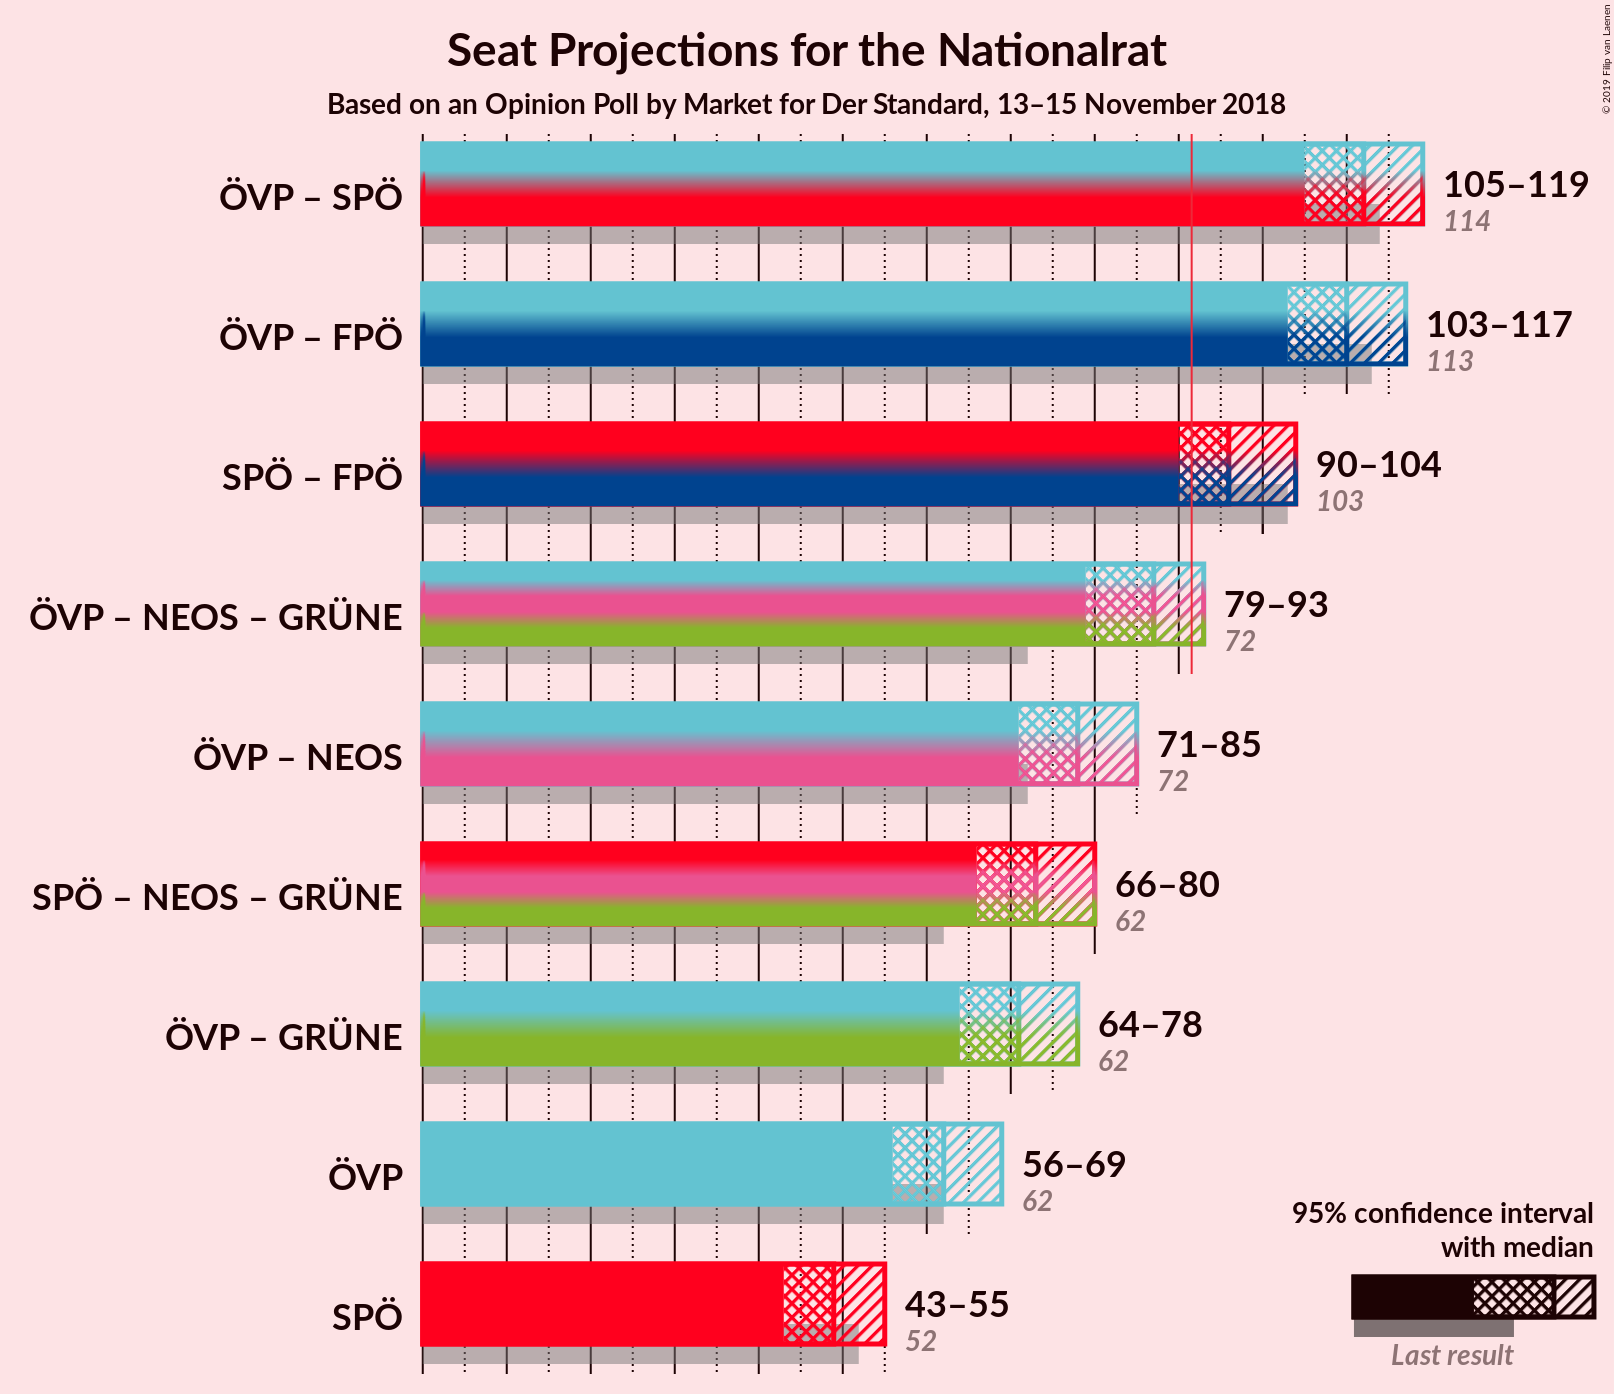 Seat Projections for the Nationalrat
Based on an Opinion Poll by Market for Der Standard, 13–15 November 2018
© 2019 Filip van Laenen
ÖVP – SPÖ
105–119
114
ÖVP – FPÖ
103–117
113
SPÖ – FPÖ
90–104
103
ÖVP – NEOS – GRÜNE
79–93
72
ÖVP – NEOS
71–85
72
SPÖ – NEOS – GRÜNE
66–80
62
ÖVP – GRÜNE
64–78
62
ÖVP
56–69
62
SPÖ
43–55
52
95% confidence interval
with median
Last result